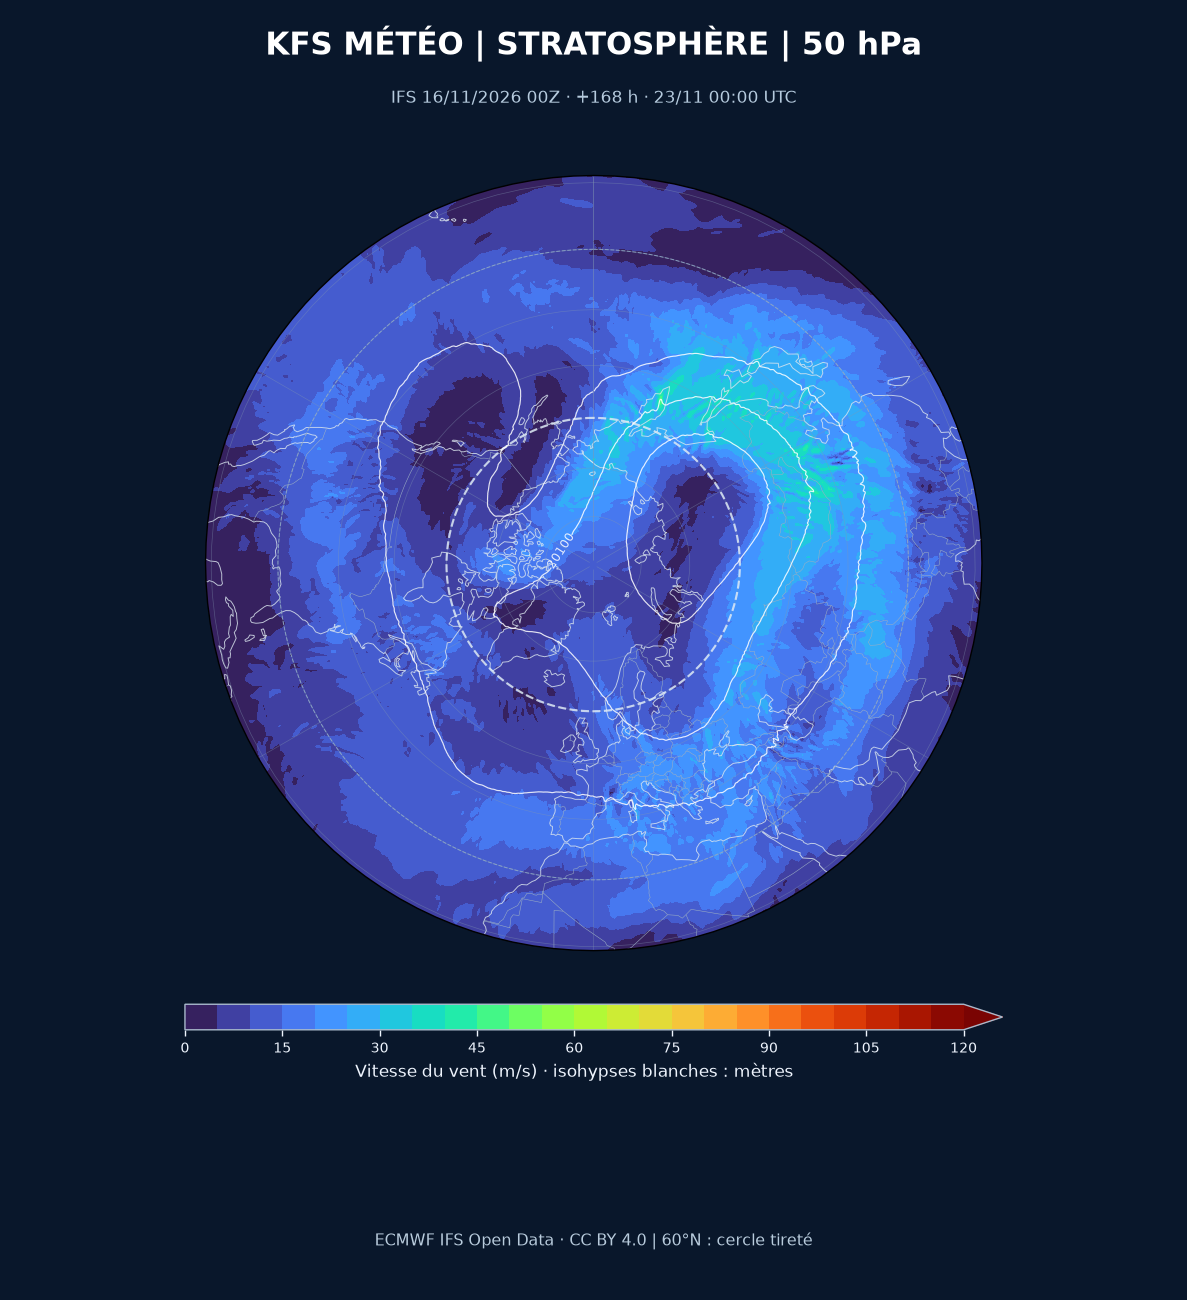 KFS MÉTÉO | STRATOSPHÈRE | 50 hPa
IFS 16/11/2026 00Z · +168 h · 23/11 00:00 UTC
0 15 30 45 60 75 90 105 120
Vitesse du vent (m/s) · isohypses blanches : mètres
ECMWF IFS Open Data · CC BY 4.0 | 60°N : cercle tireté